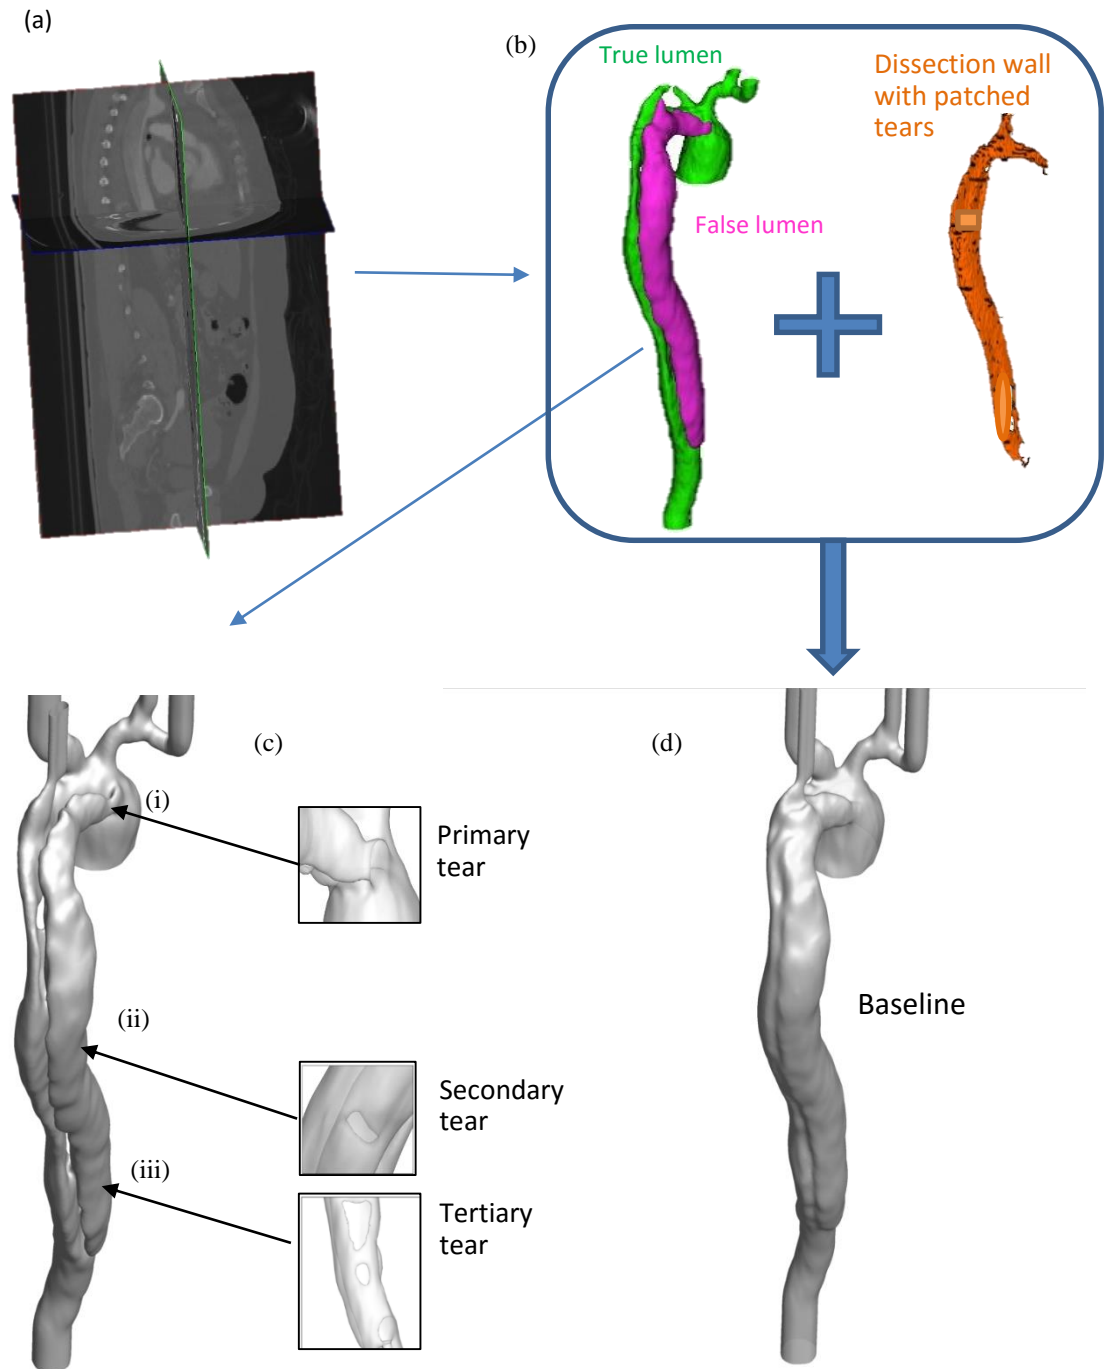 (a)
(b)
True lumen
Dissection wall
with patched
tears
False lumen
(c)
(d)
(i)
Primary
tear
(ii)
Baseline
Secondary
tear
(iii)
Tertiary
tear